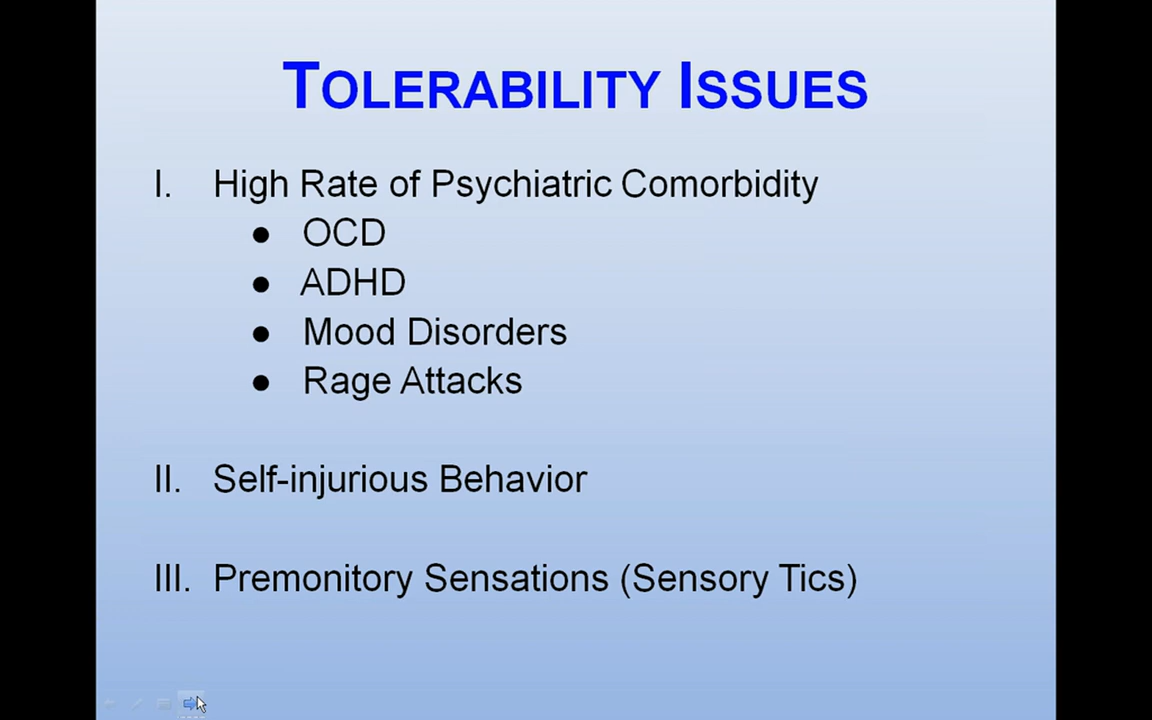 TOLERABILITY ISSUES
I. High Rate of Psychiatric Comorbidity
● OCD
● ADHD
● Mood Disorders
● Rage Attacks
II. Self-injurious Behavior
III. Premonitory Sensations (Sensory Tics)